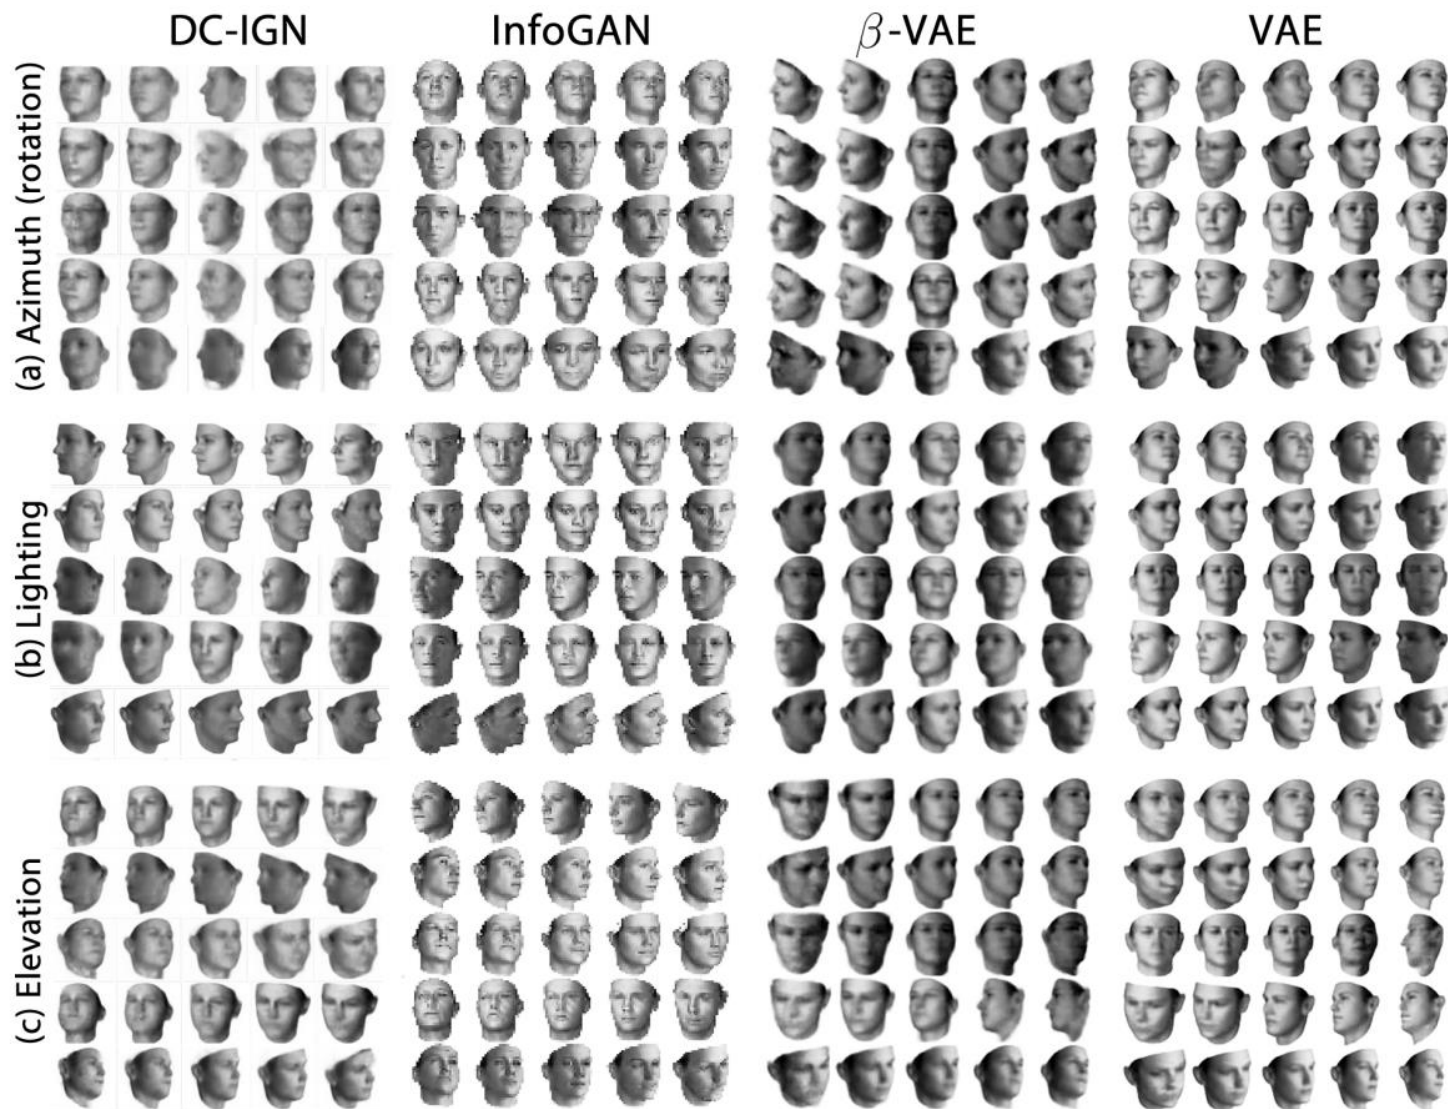 DC-IGN InfoGAN β-VAE VAE
(a) Azimuth (rotation)
(b) Lighting
(c) Elevation